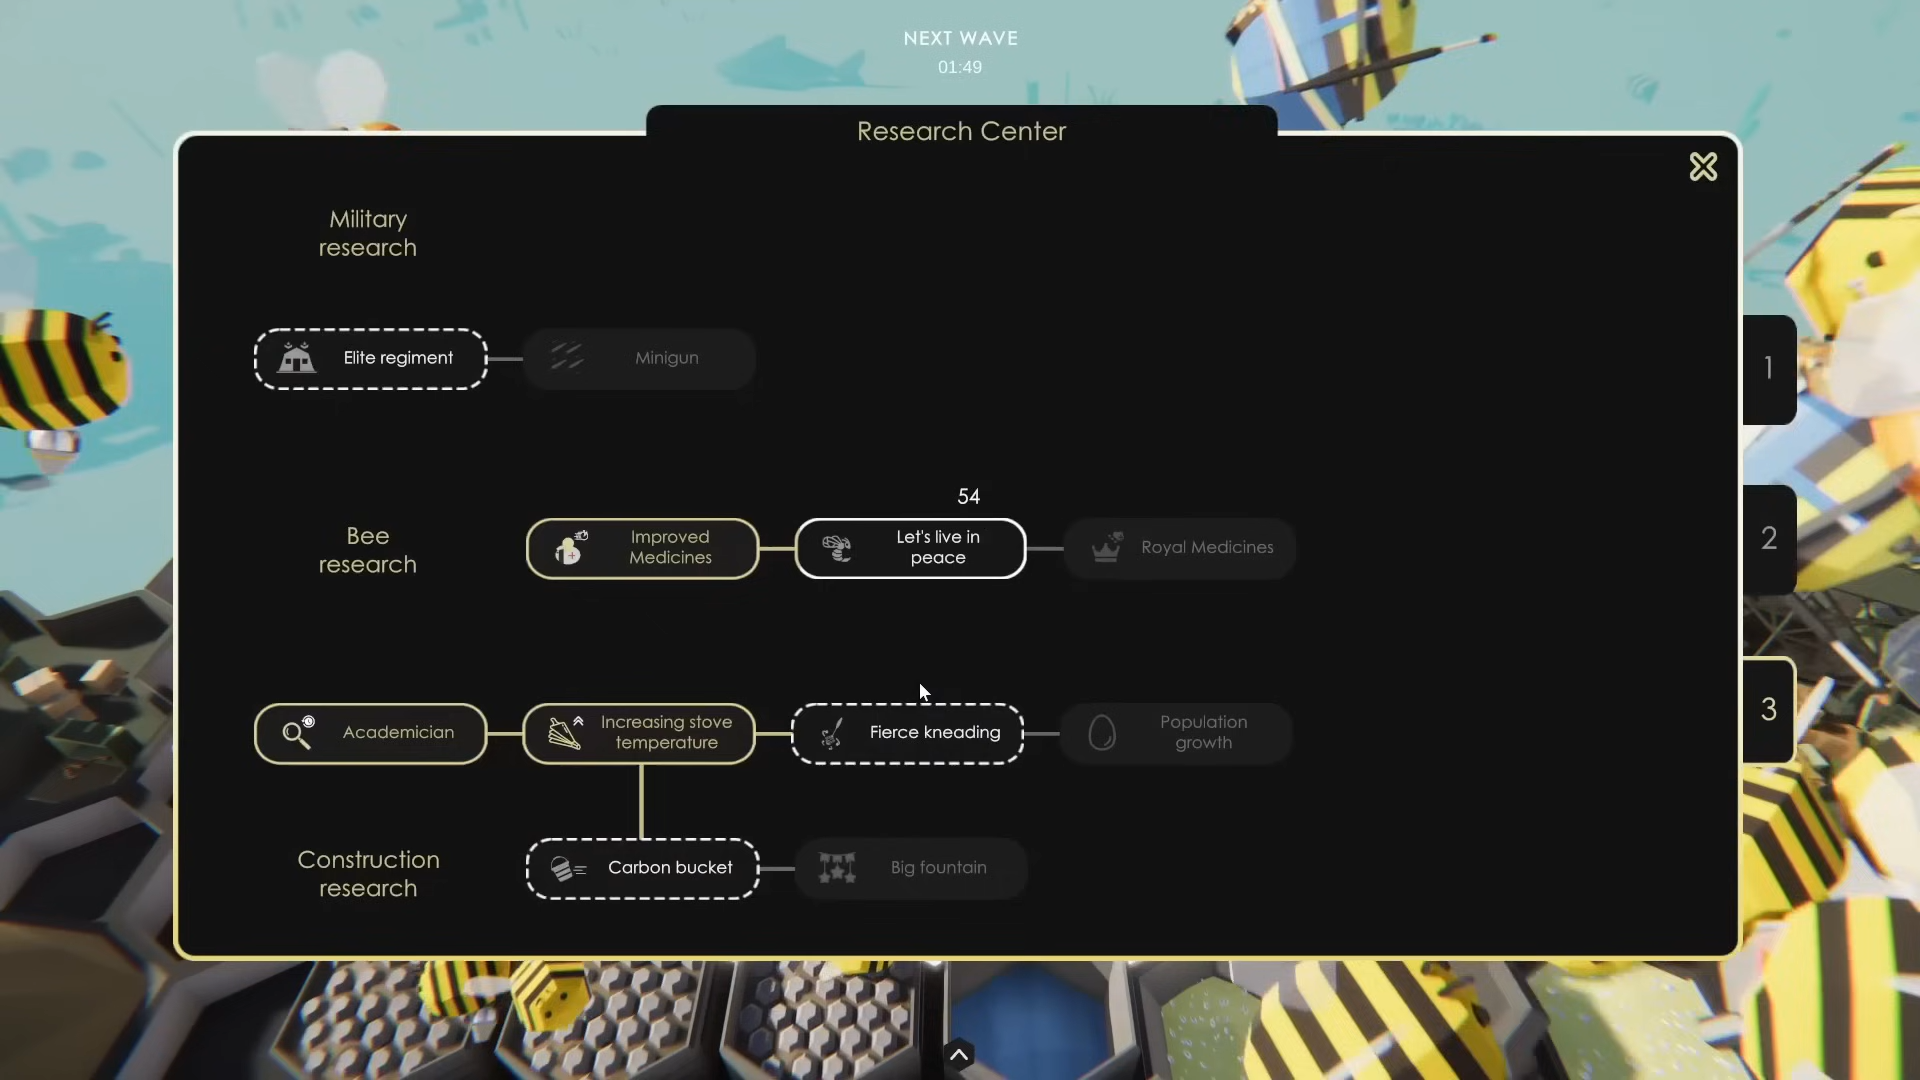 NEXT WAVE
01:49
Research Center
Military
research
Elite regiment
Minigun
1
54
Bee
research
Improved
Medicines
Let's live in
peace
Royal Medicines
2
Academician
Increasing stove
temperature
Fierce kneading
Population
growth
3
Construction
research
Carbon bucket
Big fountain